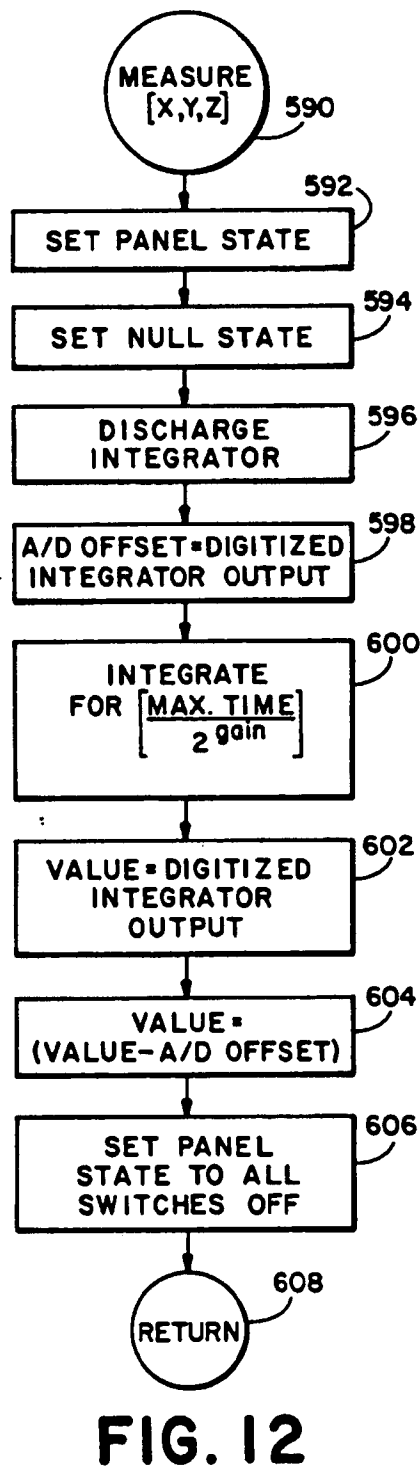 MEASURE
[X,Y,Z]
590
592
SET PANEL STATE
594
SET NULL STATE
596
DISCHARGE
INTEGRATOR
598
A/D OFFSET=DIGITIZED
INTEGRATOR OUTPUT
600
INTEGRATE
FOR [MAX. TIME
2 gain]
602
VALUE=DIGITIZED
INTEGRATOR
OUTPUT
604
VALUE=
(VALUE-A/D OFFSET)
606
SET PANEL
STATE TO ALL
SWITCHES OFF
608
RETURN
FIG. 12